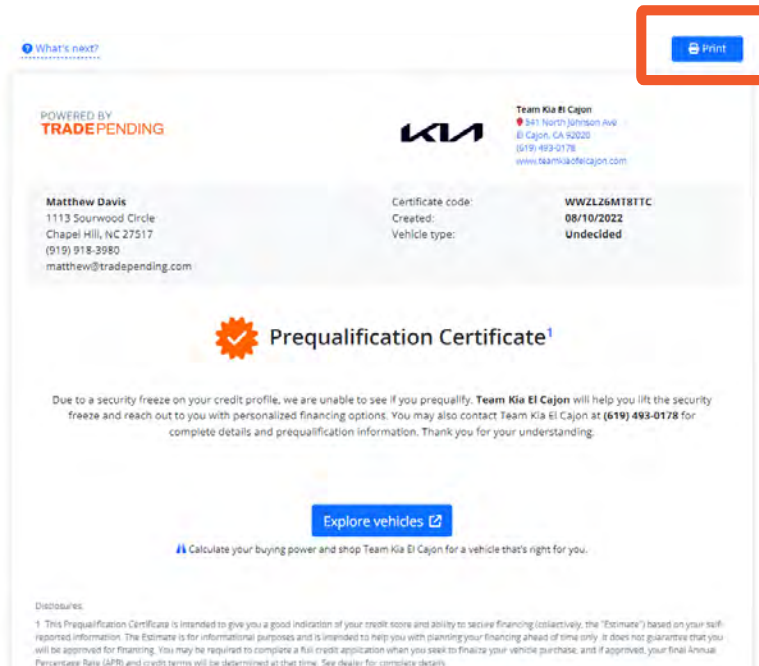 What's next?
Print
POWERED BY
TRADEPENDING
KIA
Team Kia El Cajon
541 North Johnson Ave
El Cajon, CA 92020
(619) 493-0178
www.teamkiaofelcajon.com
Matthew Davis
1113 Sourwood Circle
Chapel Hill, NC 27517
(919) 918-3980
matthew@tradepending.com
Certificate code: WWZLZ6MT8TTC
Created: 08/10/2022
Vehicle type: Undecided
Prequalification Certificate1
Due to a security freeze on your credit profile, we are unable to see if you prequalify. Team Kia El Cajon will help you lift the security
freeze and reach out to you with personalized financing options. You may also contact Team Kia El Cajon at (619) 493-0178 for
complete details and prequalification information. Thank you for your understanding.
Explore vehicles
Calculate your buying power and shop Team Kia El Cajon for a vehicle that's right for you.
Disclosures:
1 This Prequalification Certificate is intended to give you a good indication of your credit score and ability to secure financing (collectively, the "Estimate") based on your self-
reported information. The Estimate is for informational purposes and is intended to help you with planning your financing ahead of time only. It does not guarantee that you
will be approved for financing. You may be required to complete a full credit application when you seek to finalize your vehicle purchase, and if approved, your final Annual
Percentage Rate (APR) and credit terms will be determined at that time. See dealer for complete details.